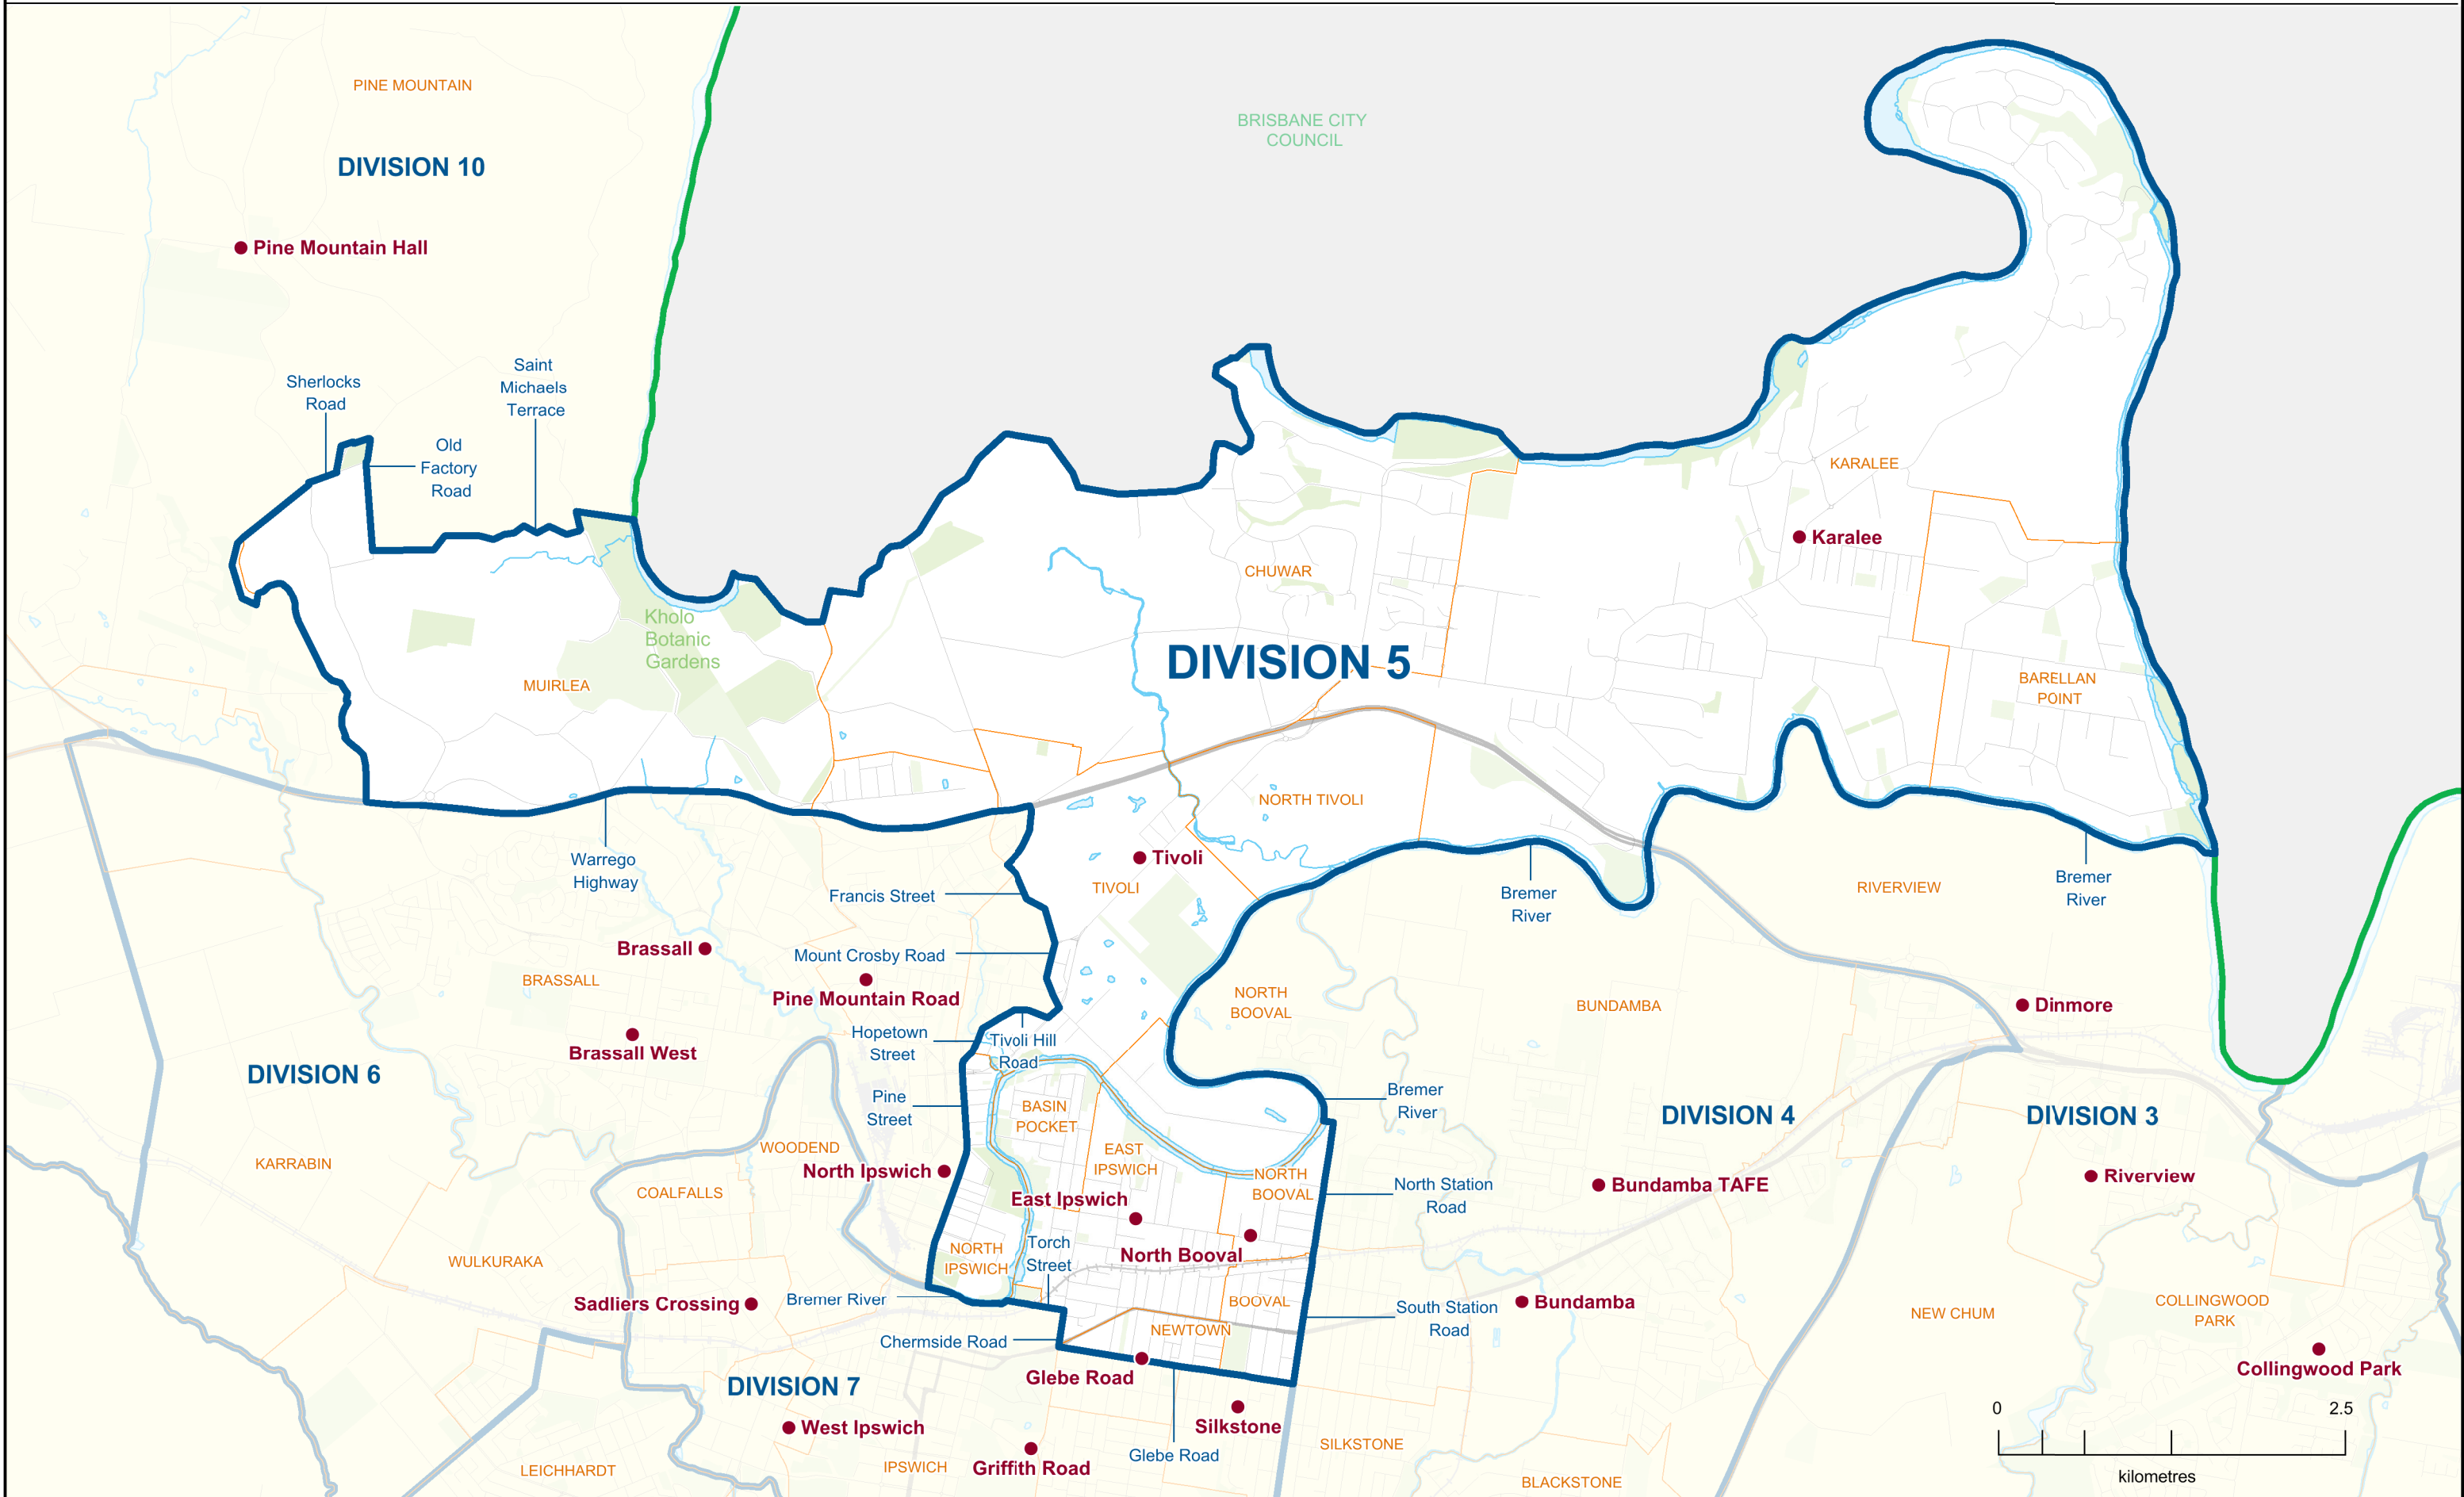 PINE MOUNTAIN
BRISBANE CITY
COUNCIL
DIVISION 10
Pine Mountain Hall
Saint
Michaels
Terrace
Sherlocks
Road
Old
Factory
Road
KARALEE
Karalee
CHUWAR
Kholo
Botanic
Gardens
DIVISION 5
MUIRLEA
BARELLAN
POINT
NORTH TIVOLI
Warrego
Highway
Tivoli
TIVOLI
Francis Street
Bremer
River
RIVERVIEW
Bremer
River
Brassall
Mount Crosby Road
BRASSALL
Pine Mountain Road
NORTH
BOOVAL
BUNDAMBA
Dinmore
Brassall West
Hopetown
Street
Tivoli Hill
Road
DIVISION 6
Pine
Street
BASIN
POCKET
Bremer
River
DIVISION 4
DIVISION 3
KARRABIN
WOODEND
North Ipswich
COALFALLS
EAST
IPSWICH
NORTH
BOOVAL
North Station
Road
Bundamba TAFE
Riverview
East Ipswich
WULKURAKA
NORTH
IPSWICH
Torch
Street
North Booval
Sadliers Crossing
Bremer River
BOOVAL
South Station
Road
Bundamba
NEW CHUM
COLLINGWOOD
PARK
Chermside Road
NEWTOWN
Glebe Road
Collingwood Park
DIVISION 7
West Ipswich
Silkstone
Glebe Road
SILKSTONE
LEICHHARDT
IPSWICH
Griffith Road
BLACKSTONE
0
2.5
kilometres